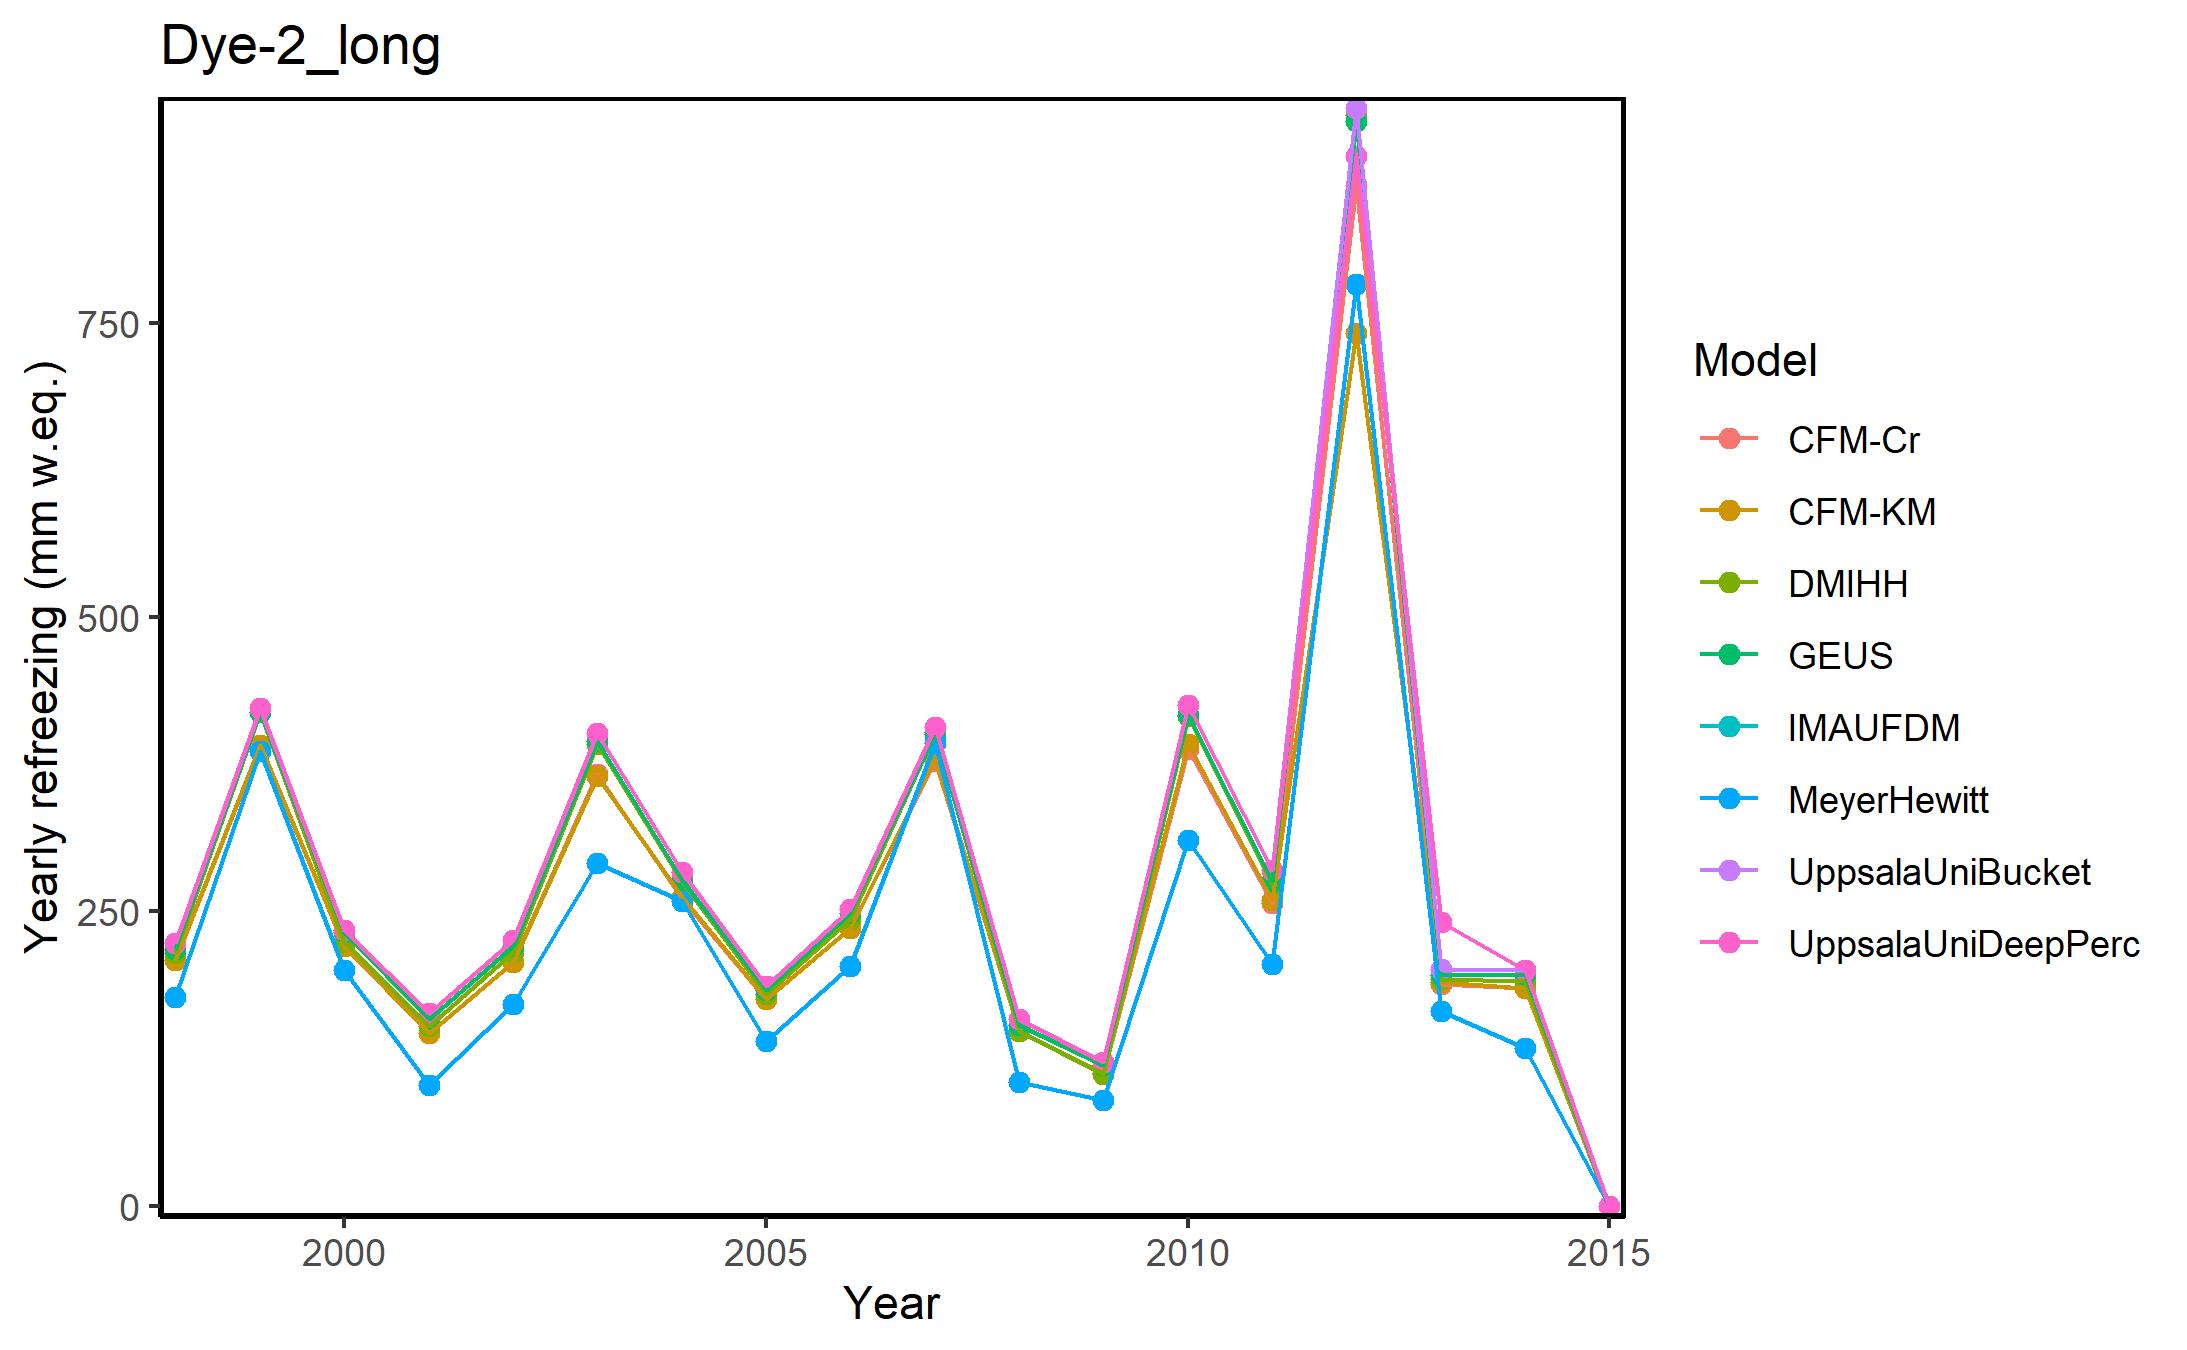 Dye-2_long
Yearly refreezing (mm w.eq.)
750
500
250
0
2000
2005
2010
2015
Year
Model
CFM-Cr
CFM-KM
DMIHH
GEUS
IMAUFDM
MeyerHewitt
UppsalaUniBucket
UppsalaUniDeepPerc